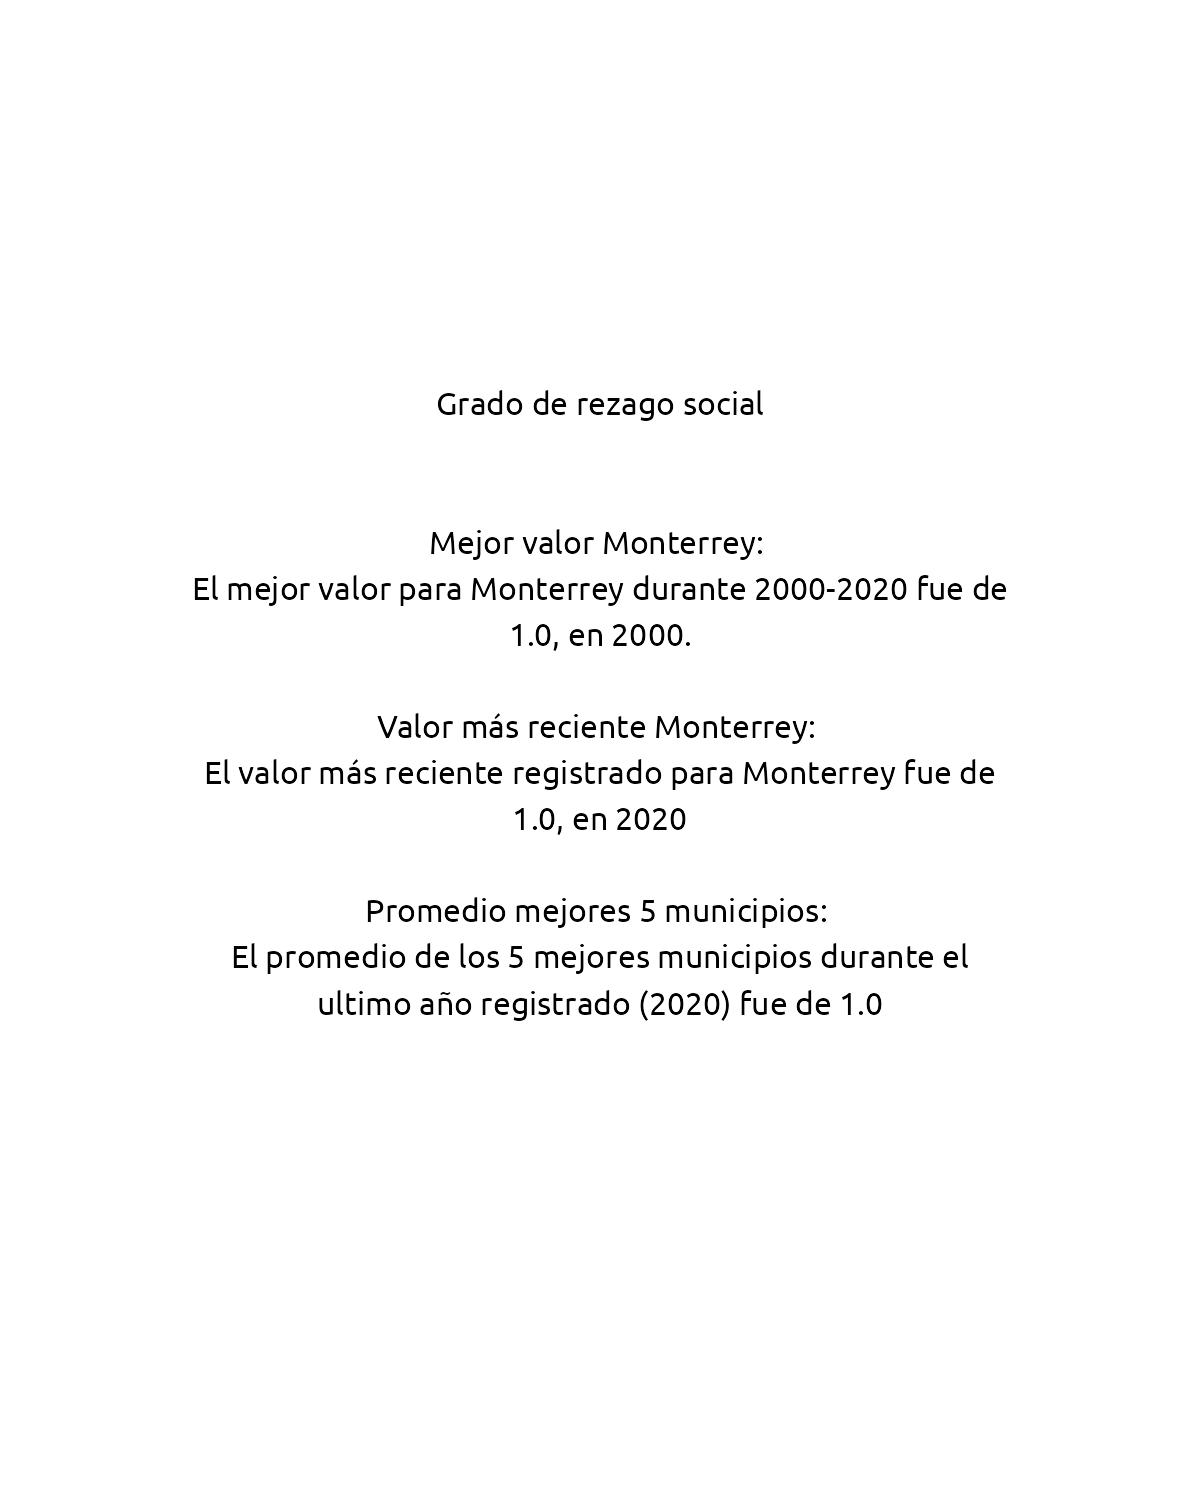 Grado de rezago social
Mejor valor Monterrey:
El mejor valor para Monterrey durante 2000-2020 fue de
1.0, en 2000.
Valor más reciente Monterrey:
El valor más reciente registrado para Monterrey fue de
1.0, en 2020
Promedio mejores 5 municipios:
El promedio de los 5 mejores municipios durante el
ultimo año registrado (2020) fue de 1.0